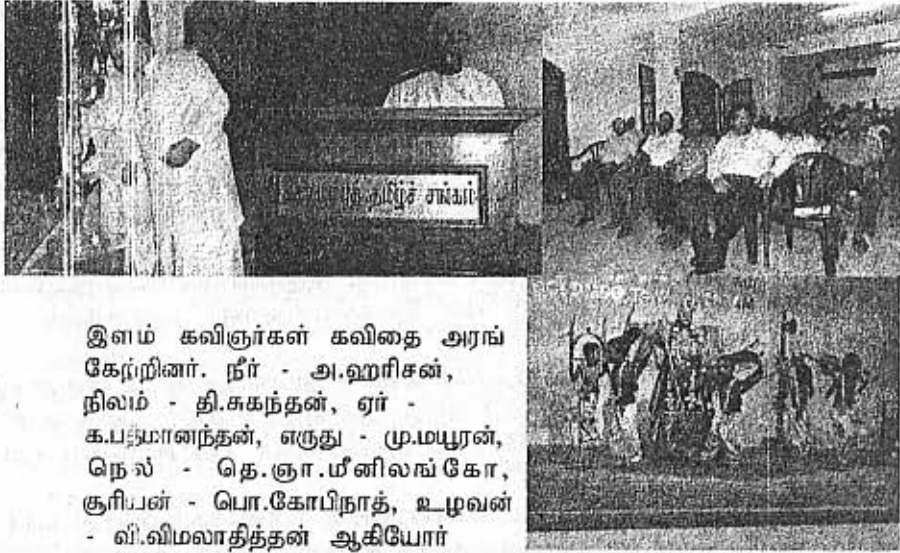 தமிழ்ச் சங்கம்
இளம் கவிஞர்கள் கவிதை அரங்
கேற்றினர். நீர் - அ.ஹரிசன்,
நிலம் - தி.சுகந்தன், ஏர் -
க.பத்மானந்தன், எருது - மு.மயூரன்,
நெல் - தெ.ஞா.மீனிலங்கோ,
சூரியன் - பொ.கோபிநாத், உழவன்
- வி.விமலாதித்தன் ஆகியோர்